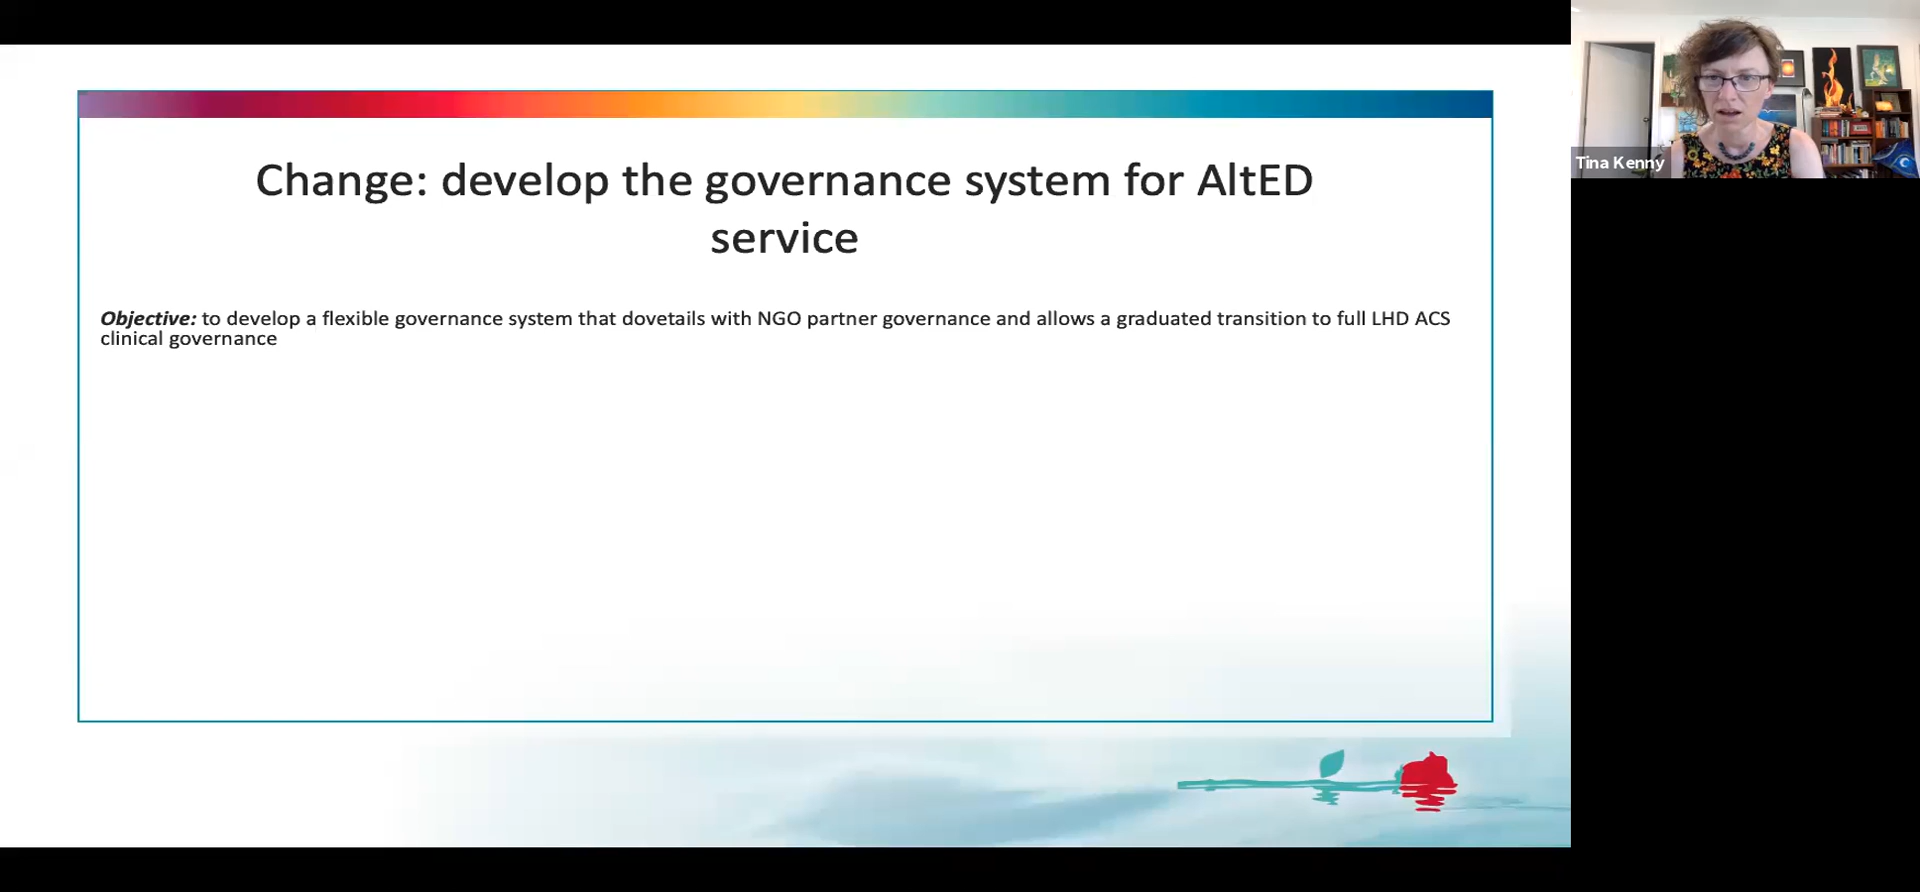 Change: develop the governance system for AltED
service
Objective: to develop a flexible governance system that dovetails with NGO partner governance and allows a graduated transition to full LHD ACS
clinical governance
Tina Kenny